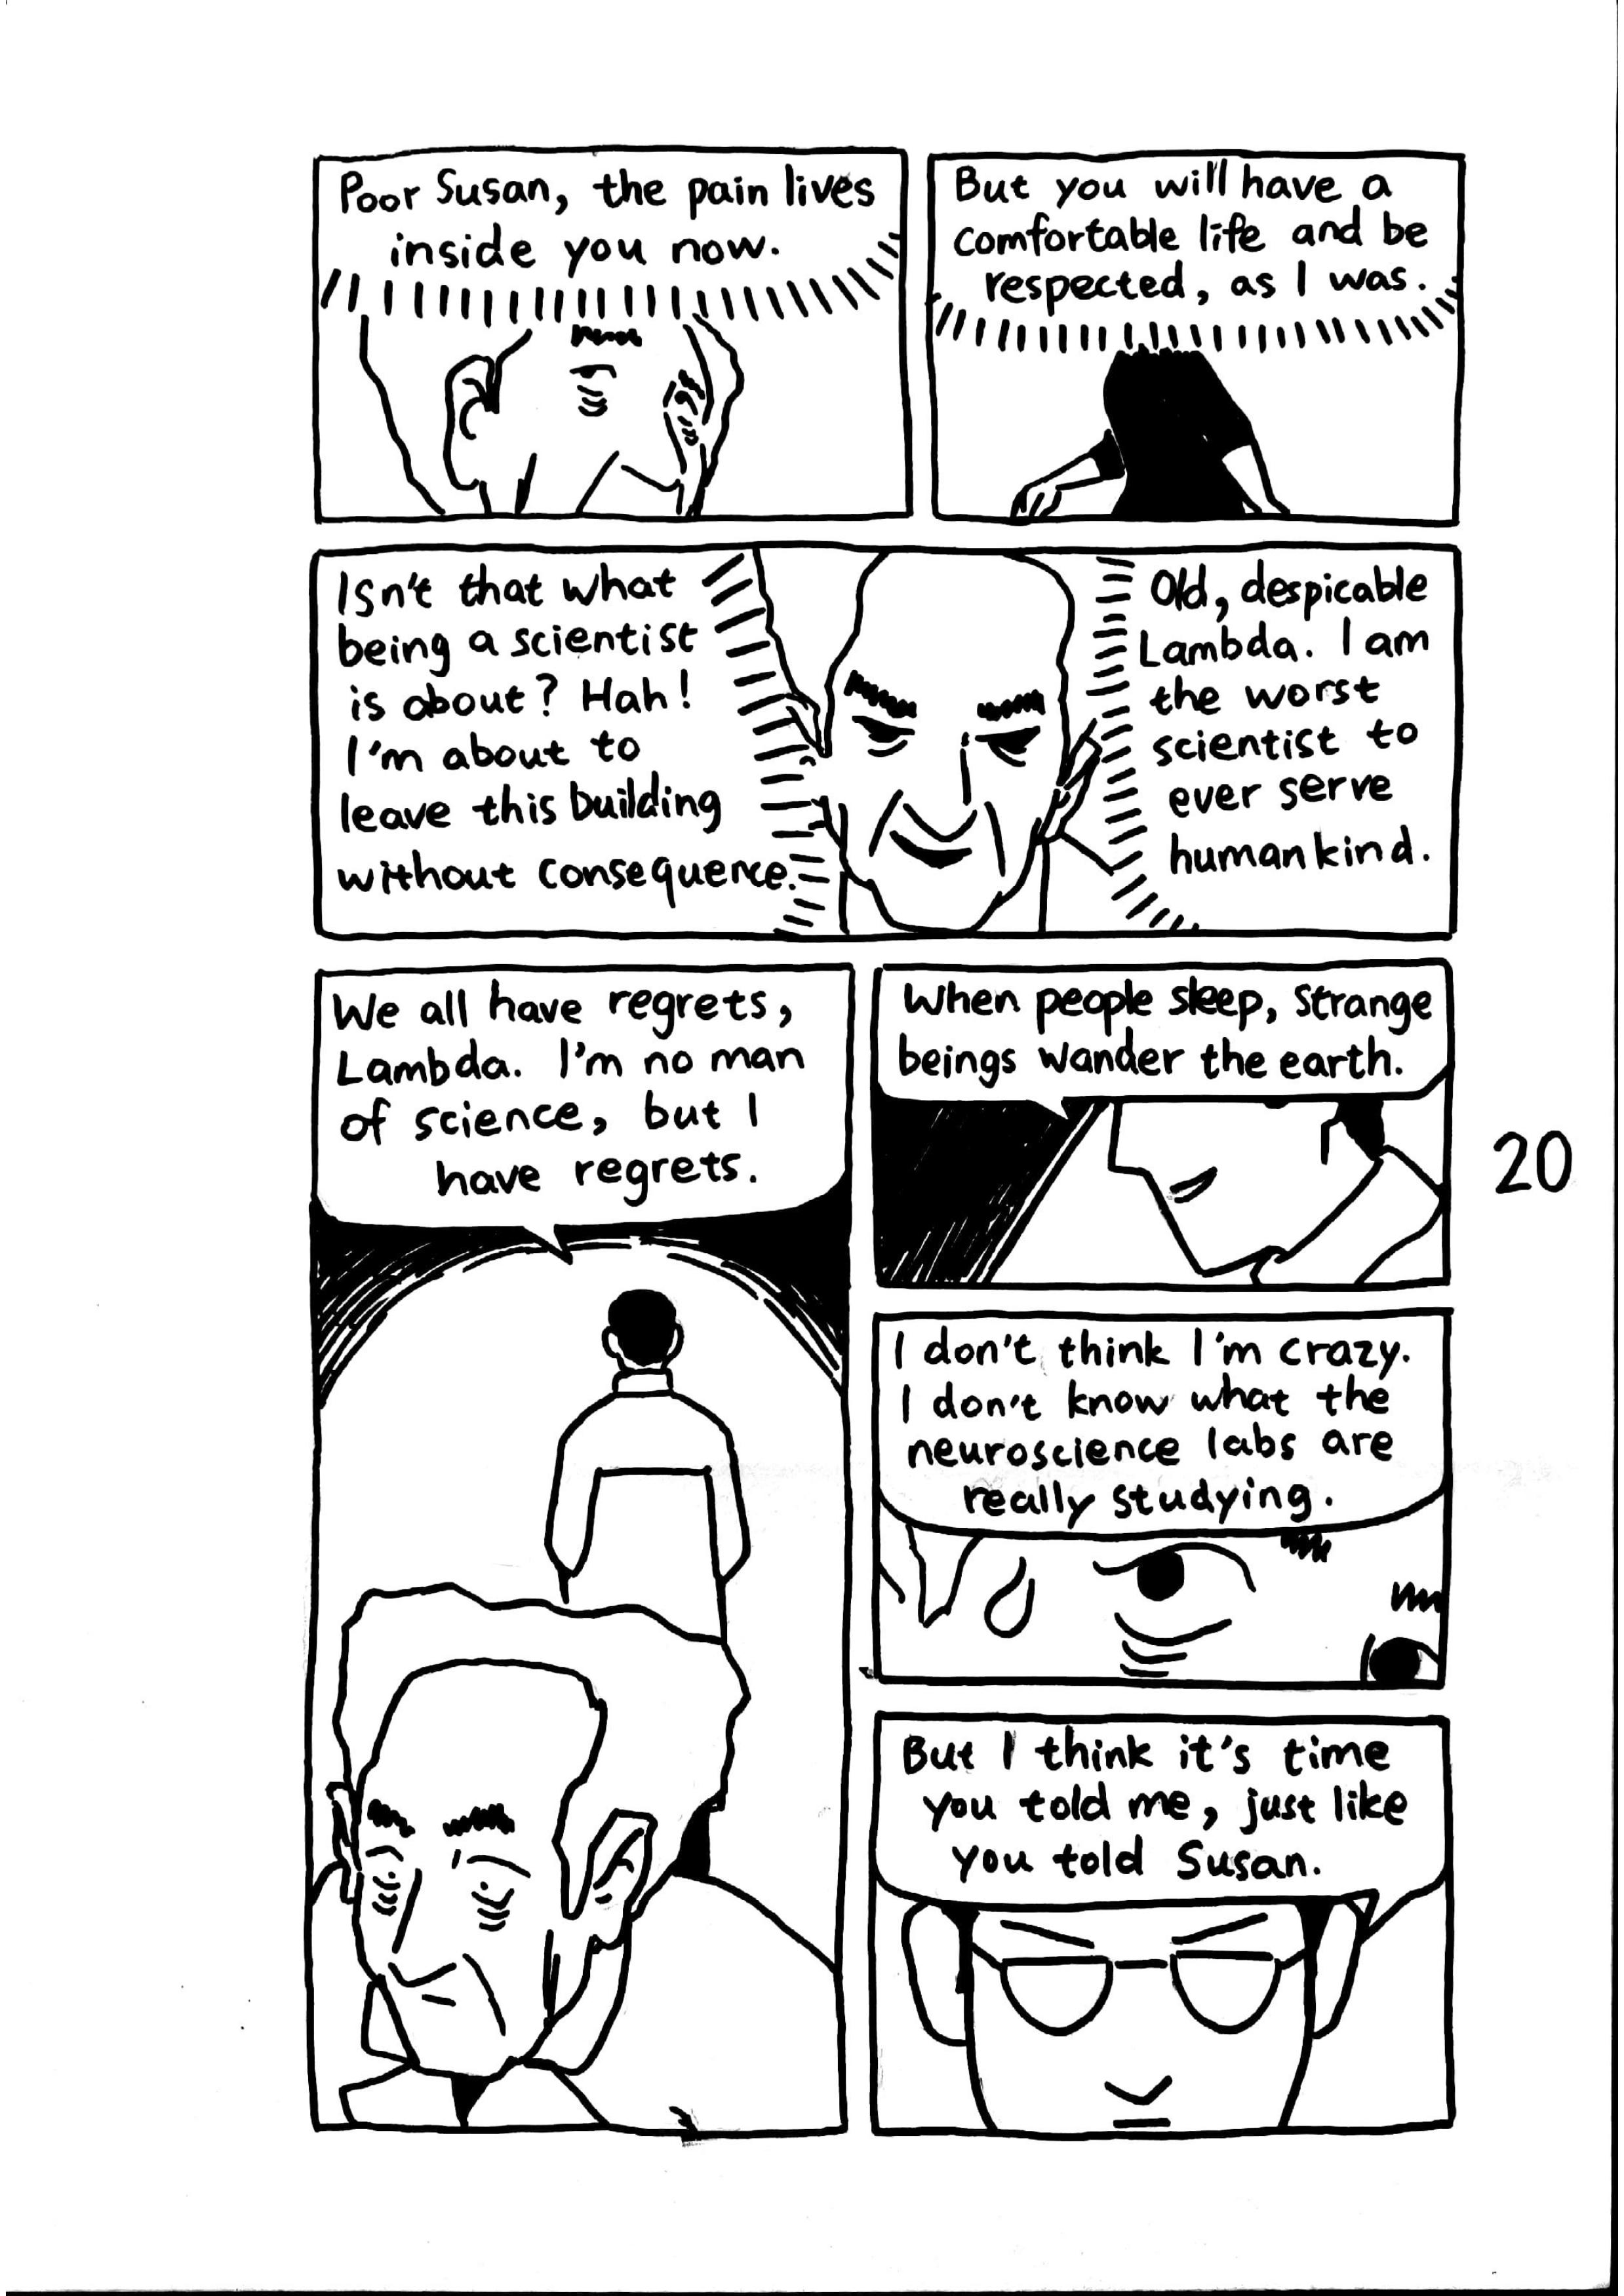 Poor Susan, the pain lives
inside you now.
But you will have a
comfortable life and be
respected, as I was.
Isn't that what
being a scientist
is about? Hah!
I'm about to
leave this building
without consequence.
Old, despicable
Lambda. I am
the worst
scientist to
ever serve
humankind.
We all have regrets,
Lambda. I'm no man
of science, but I
have regrets.
When people sleep, strange
beings wander the earth.
I don't think I'm crazy.
I don't know what the
neuroscience labs are
really studying.
But I think it's time
you told me, just like
you told Susan.
20